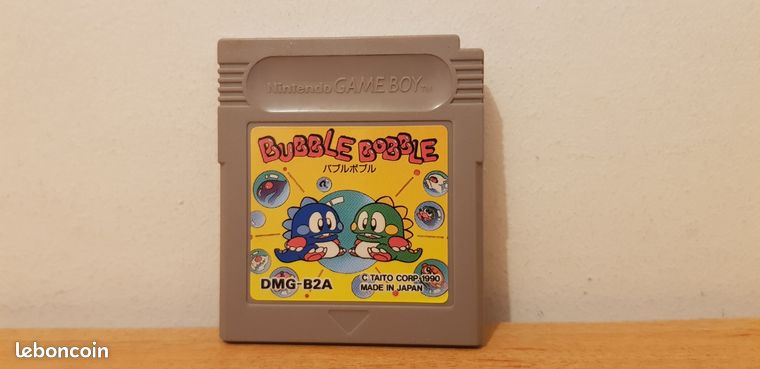 Nintendo GAME BOY TM
BUBBLE BOBBLE
バブルボブル
DMG-B2A
C TAITO CORP. 1990
MADE IN JAPAN
leboncoin